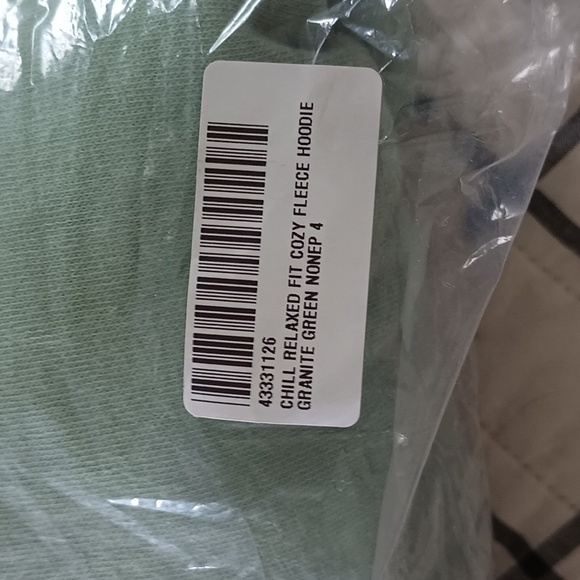 43331126
CHILL RELAXED FIT COZY FLEECE HOODIE
GRANITE GREEN NONEP 4